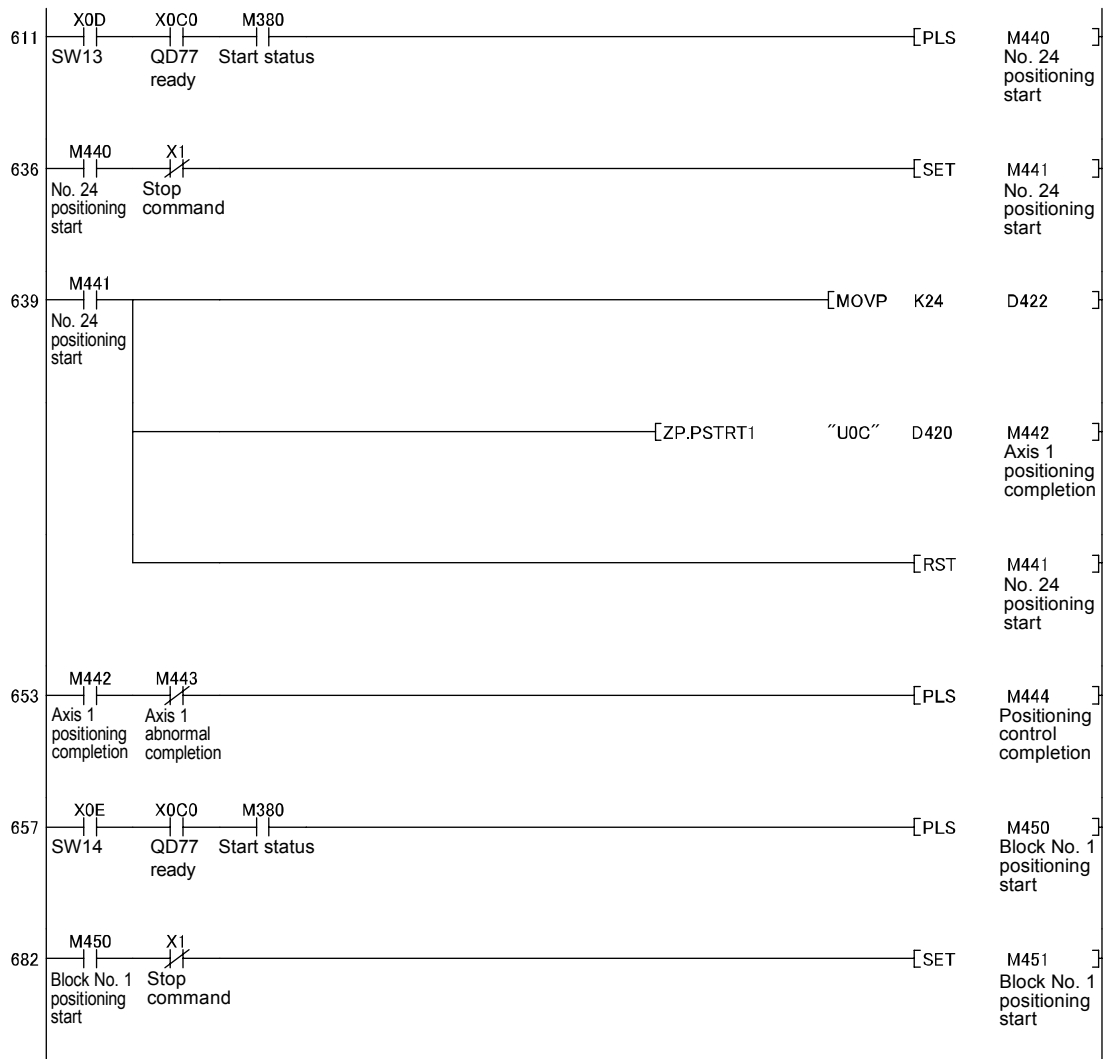 X0D X0C0 M380
611 [PLS M440 ]
SW13 QD77 Start status No. 24
ready positioning
start
M440 X1
636 [SET M441 ]
No. 24 Stop No. 24
positioning command positioning
start start
M441
639 [MOVP K24 D422 ]
No. 24
positioning
start
[ZP.PSTRT1 "U0C" D420 M442 ]
Axis 1
positioning
completion
[RST M441 ]
No. 24
positioning
start
M442 M443
653 [PLS M444 ]
Axis 1 Axis 1 Positioning
positioning abnormal control
completion completion completion
X0E X0C0 M380
657 [PLS M450 ]
SW14 QD77 Start status Block No. 1
ready positioning
start
M450 X1
682 [SET M451 ]
Block No. 1 Stop Block No. 1
positioning command positioning
start start